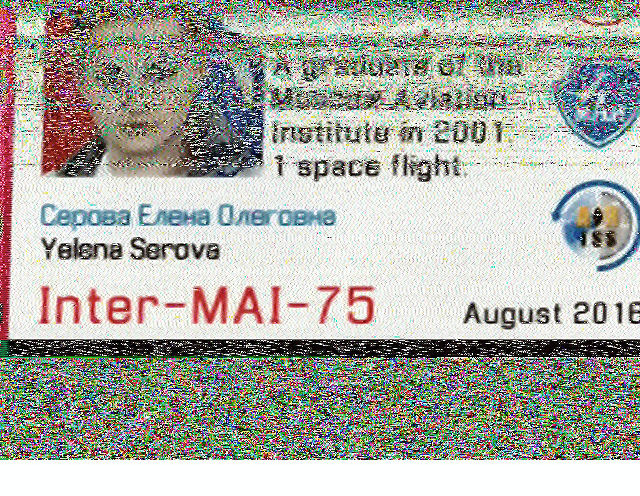 A graduate of the
Moscow Aviation
Institute in 2001.
1 space flight.
Серова Елена Олеговна
Yelena Serova
Inter-MAI-75
August 2016
ISS